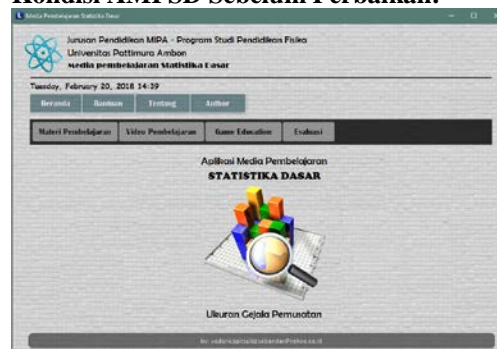 Kondisi AMPSD Sebelum Perbaikan:
Media Pembelajaran Statistika Dasar
Jurusan Pendidikan MIPA - Program Studi Pendidikan Fisika
Univenitas Pattimura Ambon
Media pembelajaran Statistika Dasar
Tuesday, February 20, 2018 14:39
Beranda Bantuan Tentang Author
Materi Pembelajaran Video Pembelajaran Game Education Evaluasi
Aplikasi Media Pembelajaran
STATISTIKA DASAR
Ukuran Gejala Pemusatan
by: